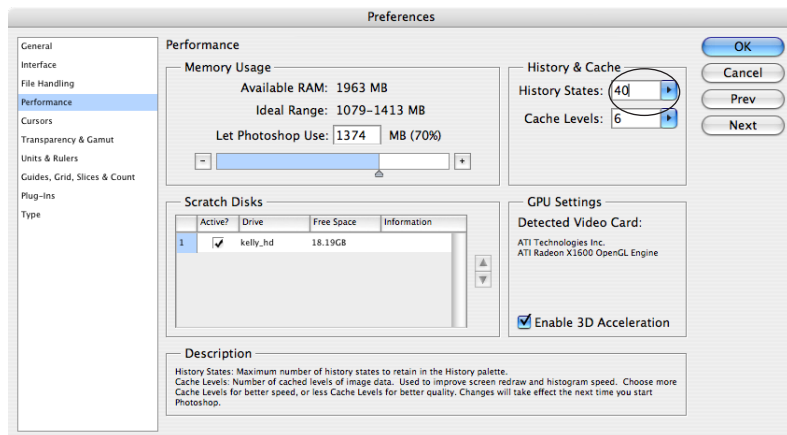 Preferences
General
Interface
File Handling
Performance
Cursors
Transparency & Gamut
Units & Rulers
Guides, Grid, Slices & Count
Plug-Ins
Type
Performance
Memory Usage
Available RAM: 1963 MB
Ideal Range: 1079-1413 MB
Let Photoshop Use: 1374 MB (70%)
- +
History & Cache
History States: 40
Cache Levels: 6
OK
Cancel
Prev
Next
Scratch Disks
Active? Drive Free Space Information
1 kelly_hd 18.19GB
GPU Settings
Detected Video Card:
ATI Technologies Inc.
ATI Radeon X1600 OpenGL Engine
Enable 3D Acceleration
Description
History States: Maximum number of history states to retain in the History palette.
Cache Levels: Number of cached levels of image data. Used to improve screen redraw and histogram speed. Choose more
Cache Levels for better speed, or less Cache Levels for better quality. Changes will take effect the next time you start
Photoshop.